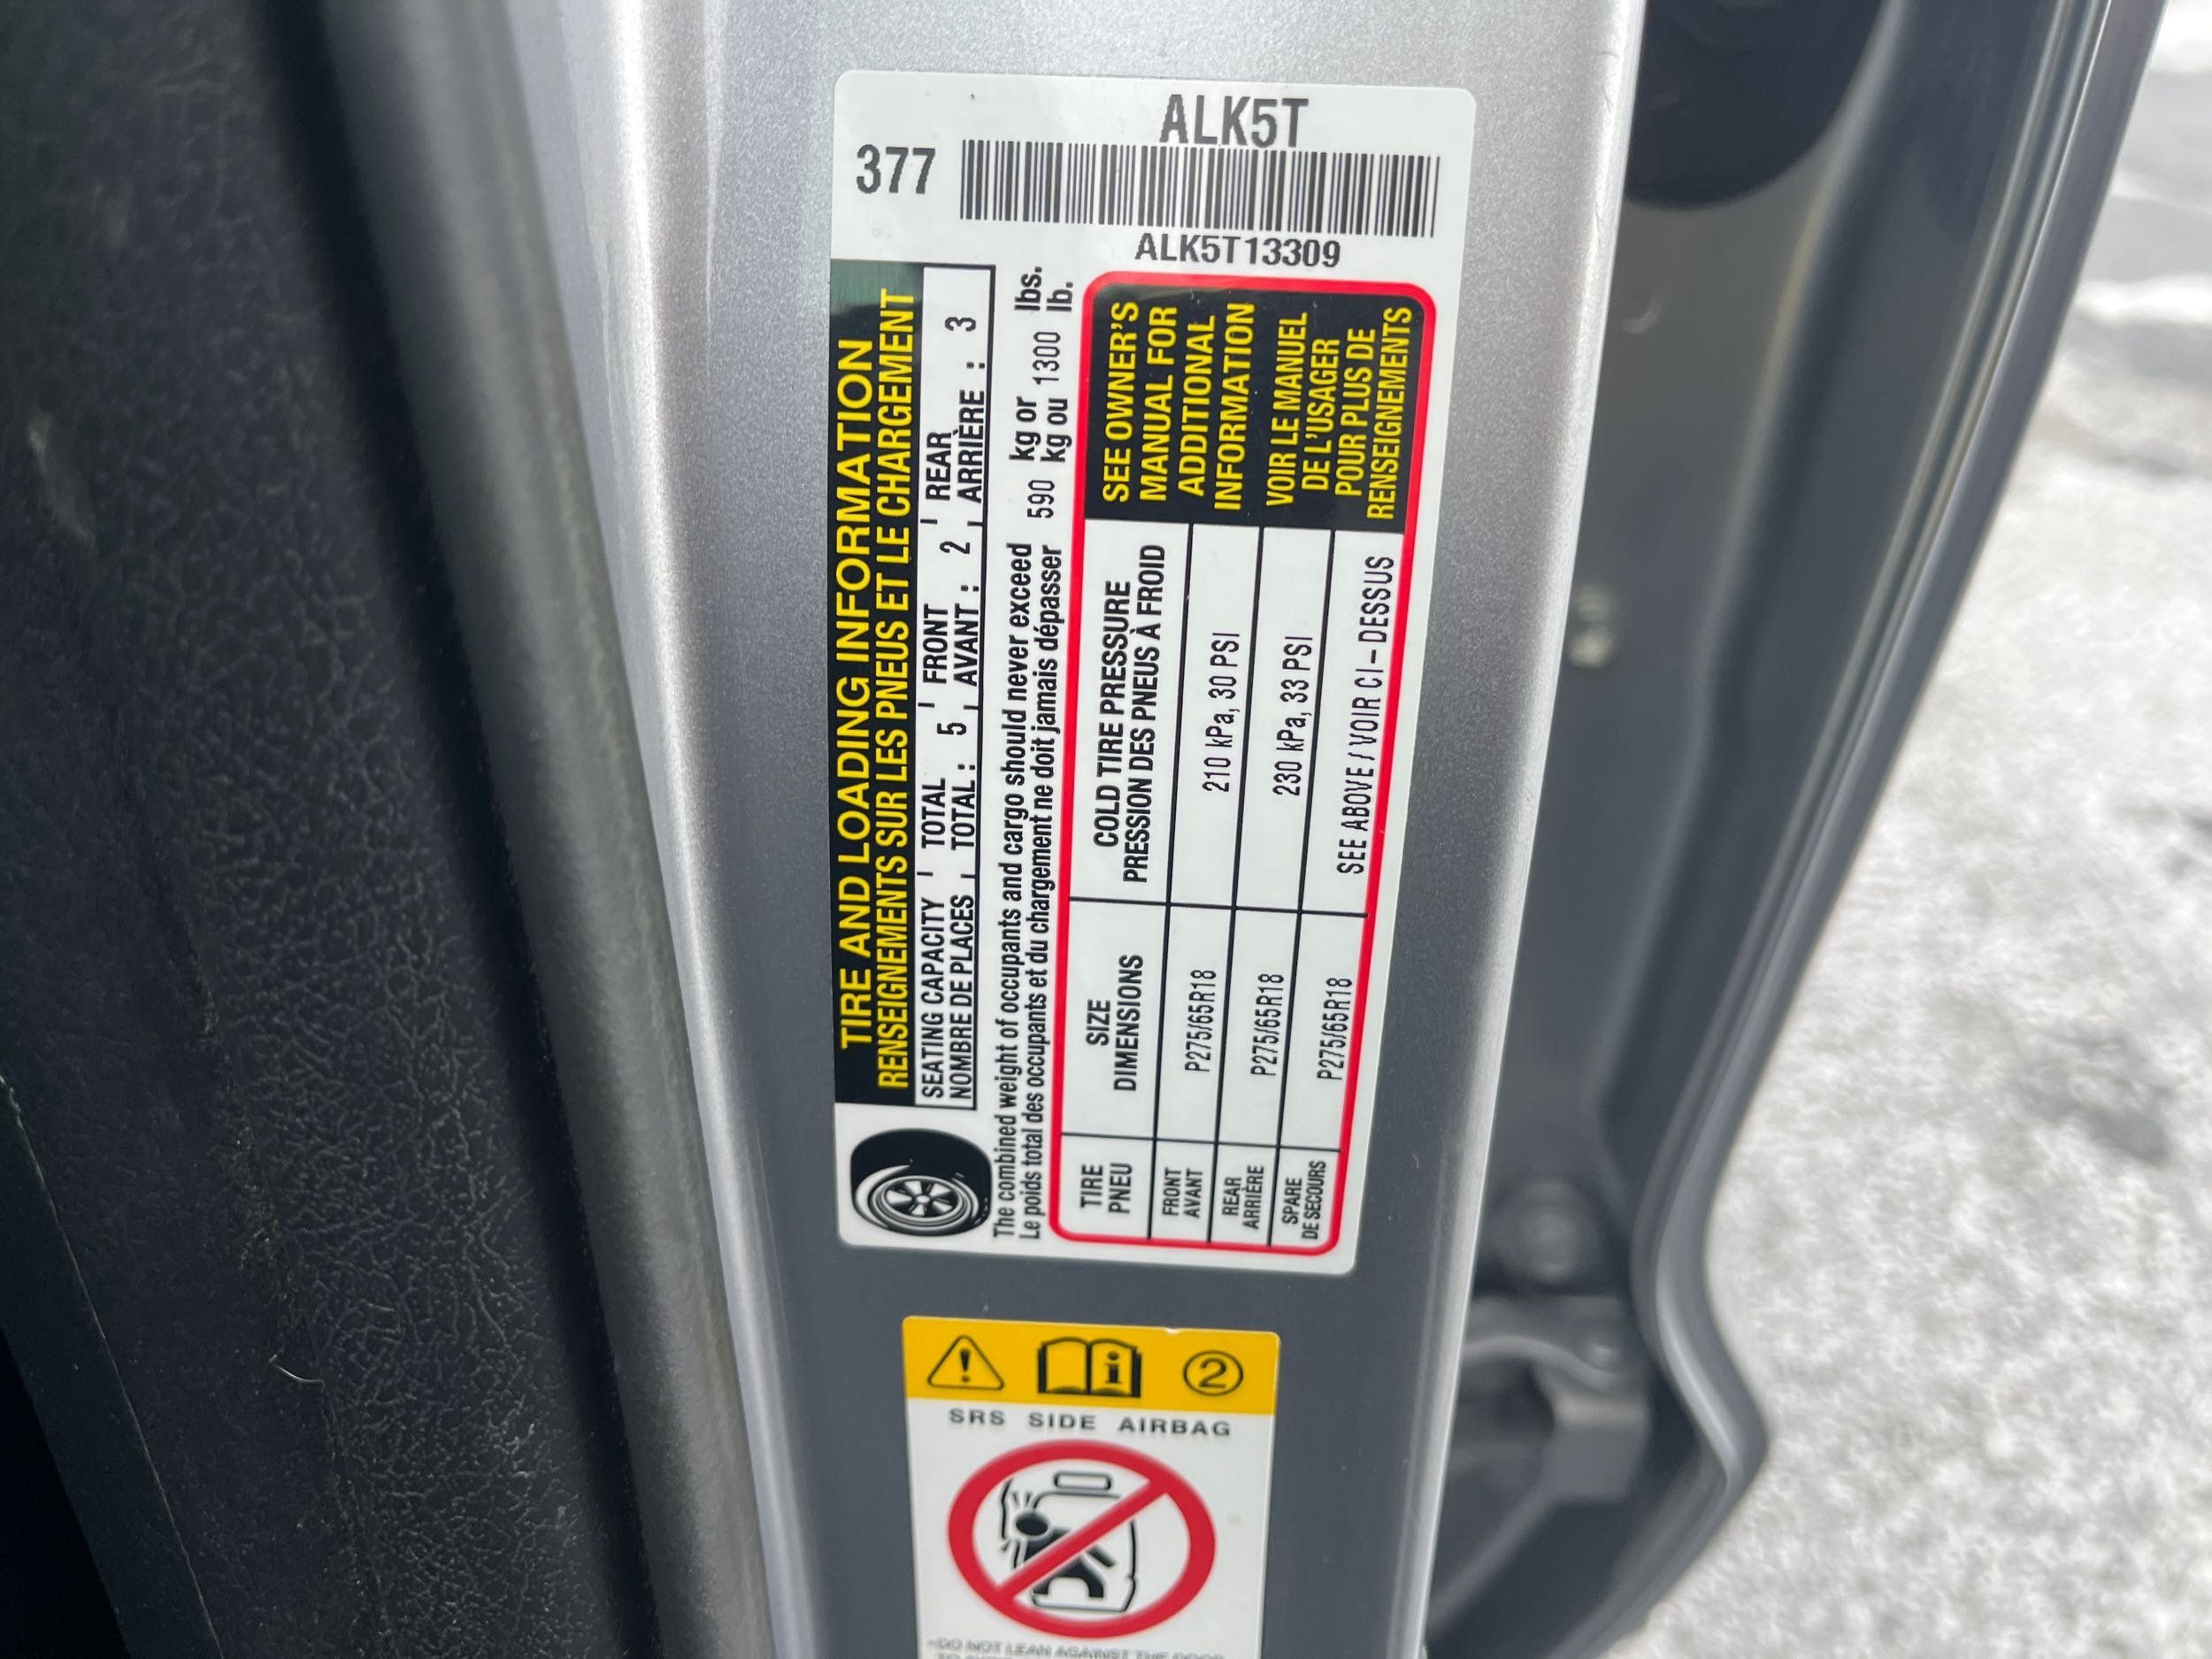 377
ALK5T
ALK5T13309
TIRE AND LOADING INFORMATION
RENSEIGNEMENTS SUR LES PNEUS ET LE CHARGEMENT
SEATING CAPACITY TOTAL 5 FRONT 2 REAR 3
NOMBRE DE PLACES TOTAL : AVANT : ARRIÈRE :
The combined weight of occupants and cargo should never exceed 590 kg or 1300 lbs.
Le poids total des occupants et du chargement ne doit jamais dépasser kg ou lb.
TIRE SIZE COLD TIRE PRESSURE
PNEU DIMENSIONS PRESSION DES PNEUS À FROID
FRONT
AVANT
P275/65R18 210 kPa, 30 PSI
REAR
ARRIÈRE
P275/65R18 230 kPa, 33 PSI
SPARE
DE SECOURS
P275/65R18 SEE ABOVE / VOIR CI-DESSUS
SEE OWNER'S
MANUAL FOR
ADDITIONAL
INFORMATION
VOIR LE MANUEL
DE L'USAGER
POUR PLUS DE
RENSEIGNEMENTS
2
SRS SIDE AIRBAG
DO NOT LEAN AGAINST THE DOOR